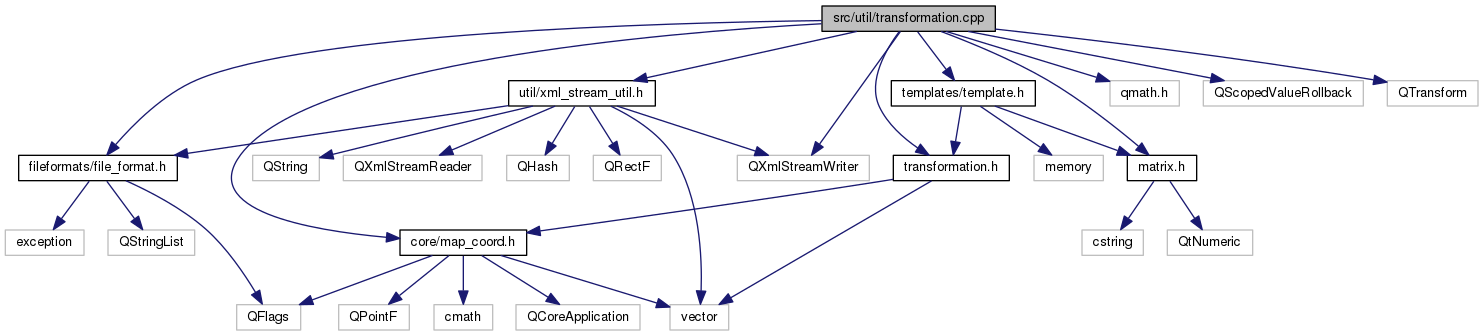 src/util/transformation.cpp
util/xml_stream_util.h
templates/template.h
qmath.h
QScopedValueRollback
QTransform
fileformats/file_format.h
QString
QXmlStreamReader
QHash
QRectF
QXmlStreamWriter
transformation.h
memory
matrix.h
exception
QStringList
core/map_coord.h
cstring
QtNumeric
QFlags
QPointF
cmath
QCoreApplication
vector